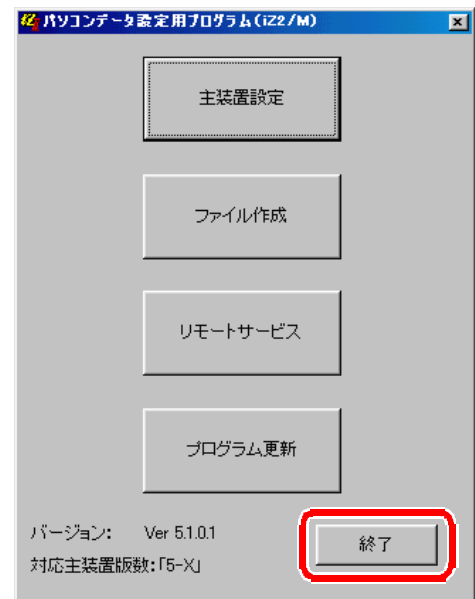 パソコンデータ設定用プログラム(iZ2/M)
主装置設定
ファイル作成
リモートサービス
プログラム更新
バージョン: Ver 5.1.0.1
終了
対応主装置版数:「5-X」